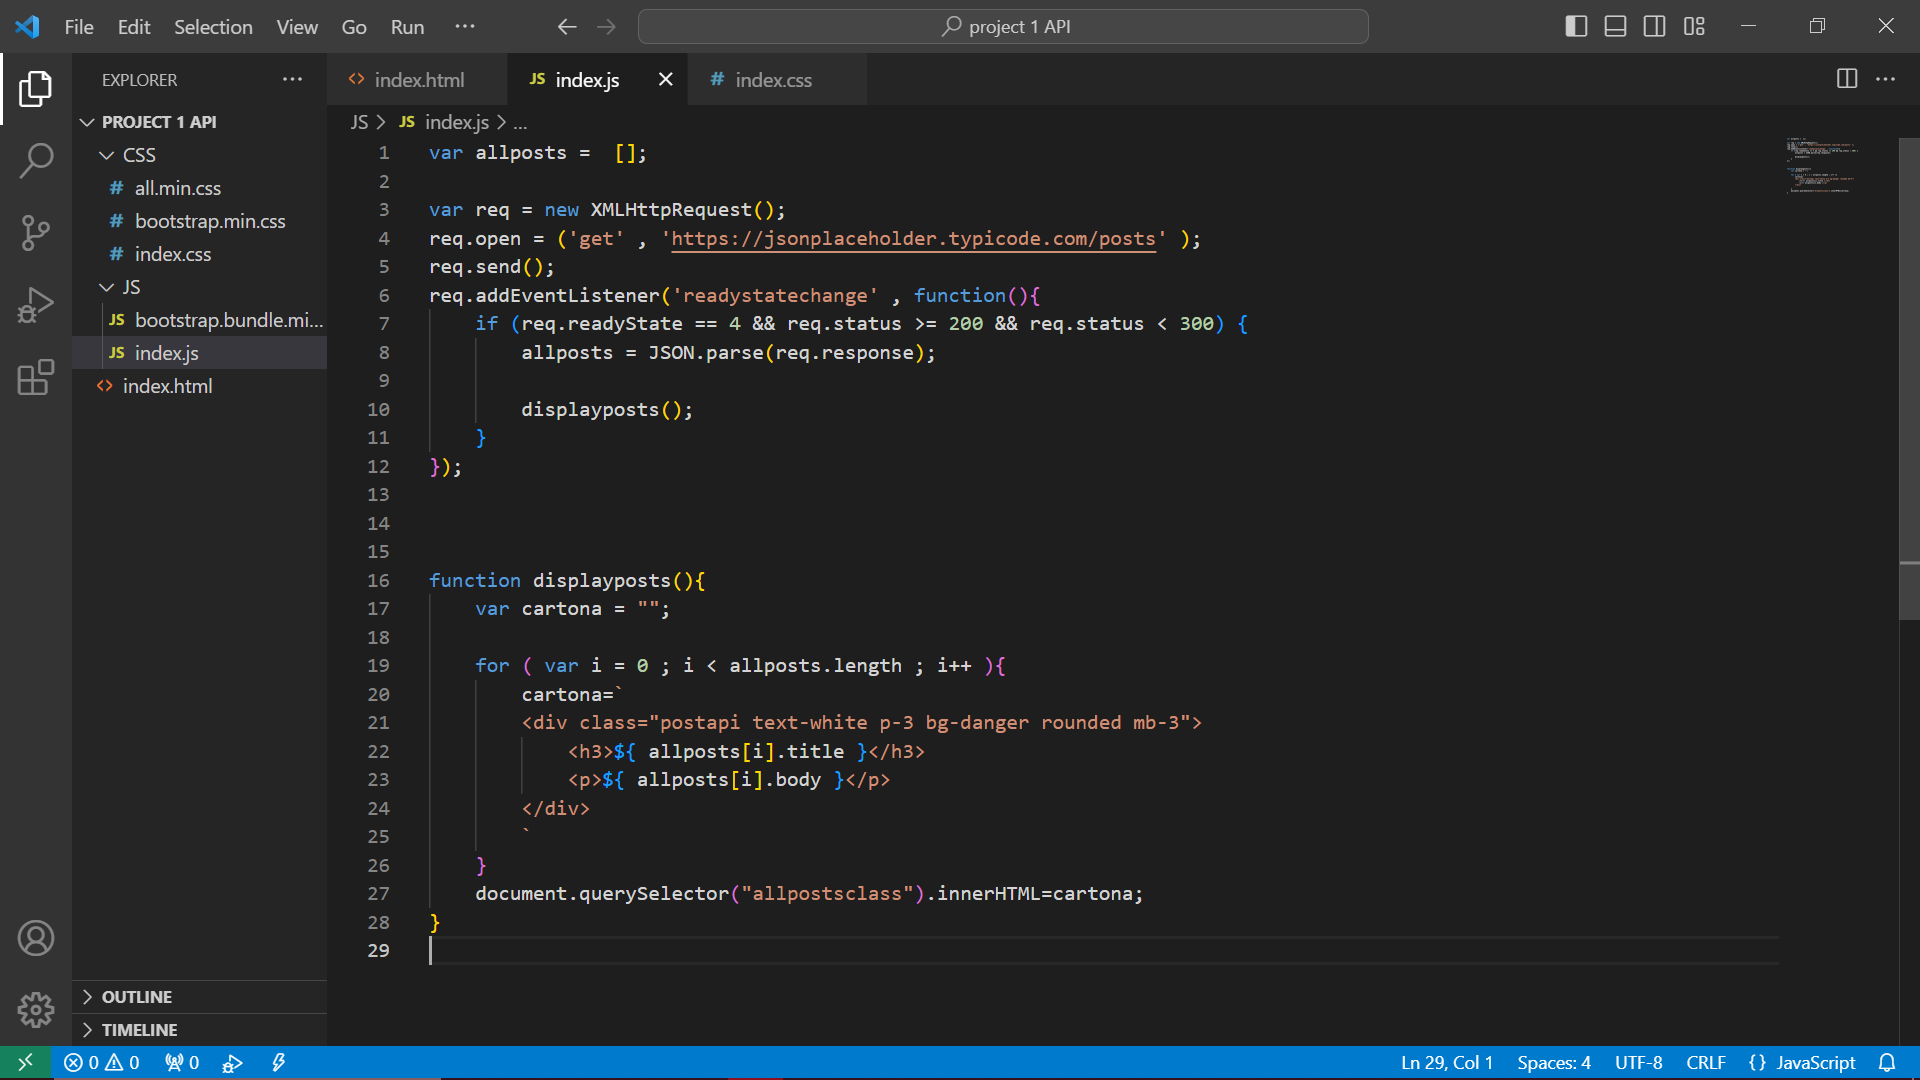 File Edit Selection View Go Run ··· project 1 API
EXPLORER ···
PROJECT 1 API
CSS
# all.min.css
# bootstrap.min.css
# index.css
JS
JS bootstrap.bundle.mi...
JS index.js
<> index.html
OUTLINE
TIMELINE
<> index.html JS index.js # index.css ···
JS > JS index.js > ...
1 var allposts =  [];
2
3 var req = new XMLHttpRequest();
4 req.open = ('get' , 'https://jsonplaceholder.typicode.com/posts' );
5 req.send();
6 req.addEventListener('readystatechange' , function(){
7     if (req.readyState == 4 && req.status >= 200 && req.status < 300) {
8         allposts = JSON.parse(req.response);
9
10         displayposts();
11     }
12 });
13
14
15
16 function displayposts(){
17     var cartona = "";
18
19     for ( var i = 0 ; i < allposts.length ; i++ ){
20         cartona=`
21         <div class="postapi text-white p-3 bg-danger rounded mb-3">
22             <h3>${ allposts[i].title }</h3>
23             <p>${ allposts[i].body }</p>
24         </div>
25         `
26     }
27     document.querySelector("allpostsclass").innerHTML=cartona;
28 }
29
0 0 0 Ln 29, Col 1 Spaces: 4 UTF-8 CRLF {} JavaScript